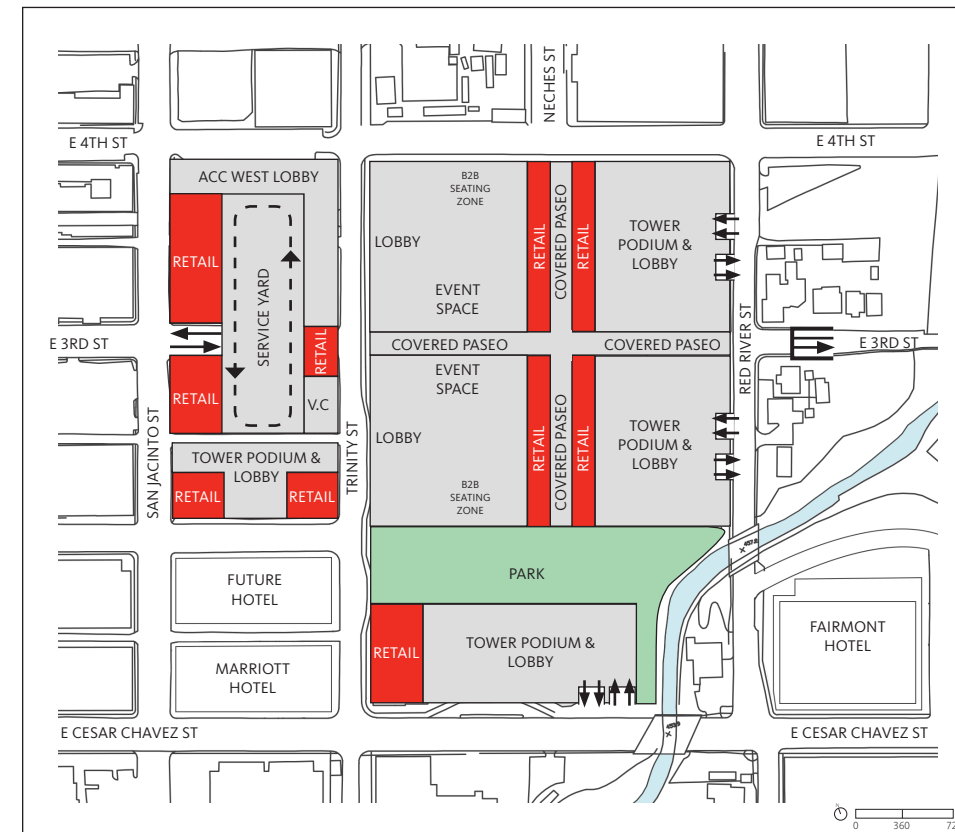 NECHES ST
E 4TH ST
E 4TH ST
ACC WEST LOBBY
B2B
SEATING
ZONE
LOBBY
RETAIL
COVERED PASEO
RETAIL
TOWER
PODIUM &
LOBBY
RETAIL
SERVICE YARD
EVENT
SPACE
RED RIVER ST
E 3RD ST
RETAIL
COVERED PASEO
COVERED PASEO
E 3RD ST
EVENT
SPACE
RETAIL
V.C
SAN JACINTO ST
TRINITY ST
LOBBY
RETAIL
COVERED PASEO
RETAIL
TOWER
PODIUM &
LOBBY
TOWER PODIUM &
LOBBY
RETAIL
RETAIL
B2B
SEATING
ZONE
FUTURE
HOTEL
PARK
MARRIOTT
HOTEL
RETAIL
TOWER PODIUM &
LOBBY
FAIRMONT
HOTEL
E CESAR CHAVEZ ST
E CESAR CHAVEZ ST
N
0
360